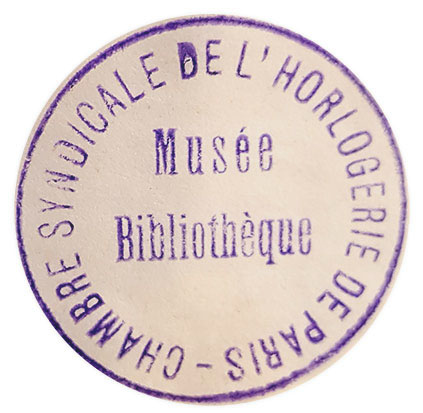 CHAMBRE SYNDICALE DE L'HORLOGERIE DE PARIS -
Musée
Bibliothèque